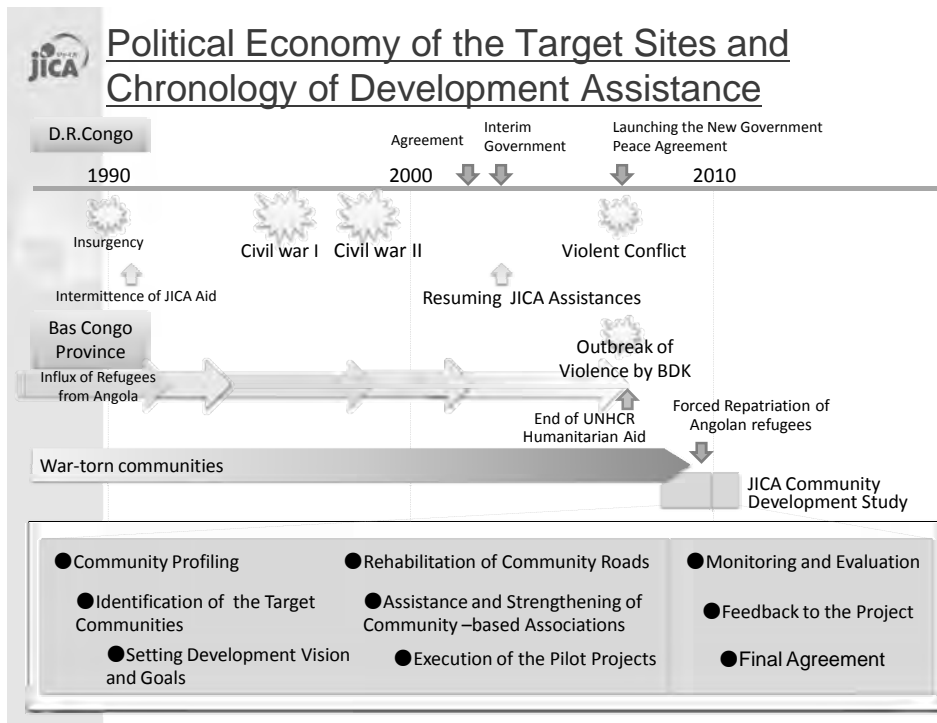 JICA
Political Economy of the Target Sites and
Chronology of Development Assistance
D.R.Congo
Agreement
Interim
Government
Launching the New Government
Peace Agreement
1990
2000
2010
Insurgency
Civil war I
Civil war II
Violent Conflict
Intermittence of JICA Aid
Resuming JICA Assistances
Bas Congo
Province
Outbreak of
Violence by BDK
Influx of Refugees
from Angola
End of UNHCR
Humanitarian Aid
Forced Repatriation of
Angolan refugees
War-torn communities
JICA Community
Development Study
●Community Profiling
●Identification of the Target
Communities
●Setting Development Vision
and Goals
●Rehabilitation of Community Roads
●Assistance and Strengthening of
Community –based Associations
●Execution of the Pilot Projects
●Monitoring and Evaluation
●Feedback to the Project
●Final Agreement